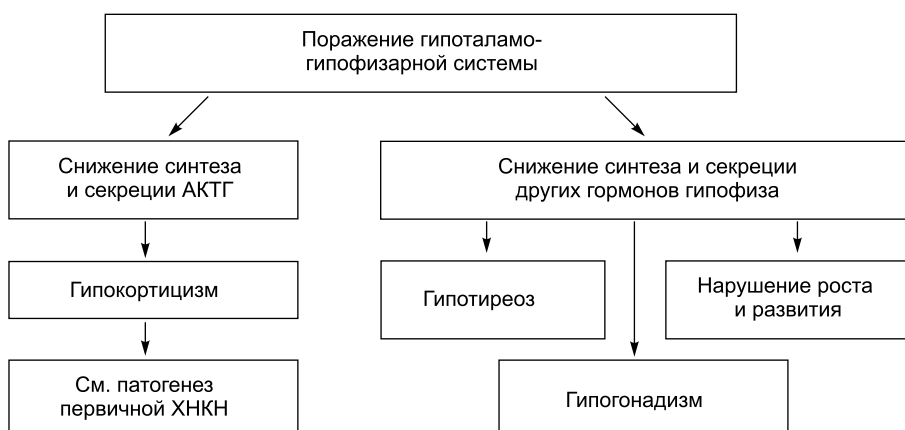 Поражение гипоталамо-
гипофизарной системы
Снижение синтеза
и секреции АКТГ
Снижение синтеза и секреции
других гормонов гипофиза
Гипокортицизм
Гипотиреоз
Нарушение роста
и развития
См. патогенез
первичной ХНКН
Гипогонадизм